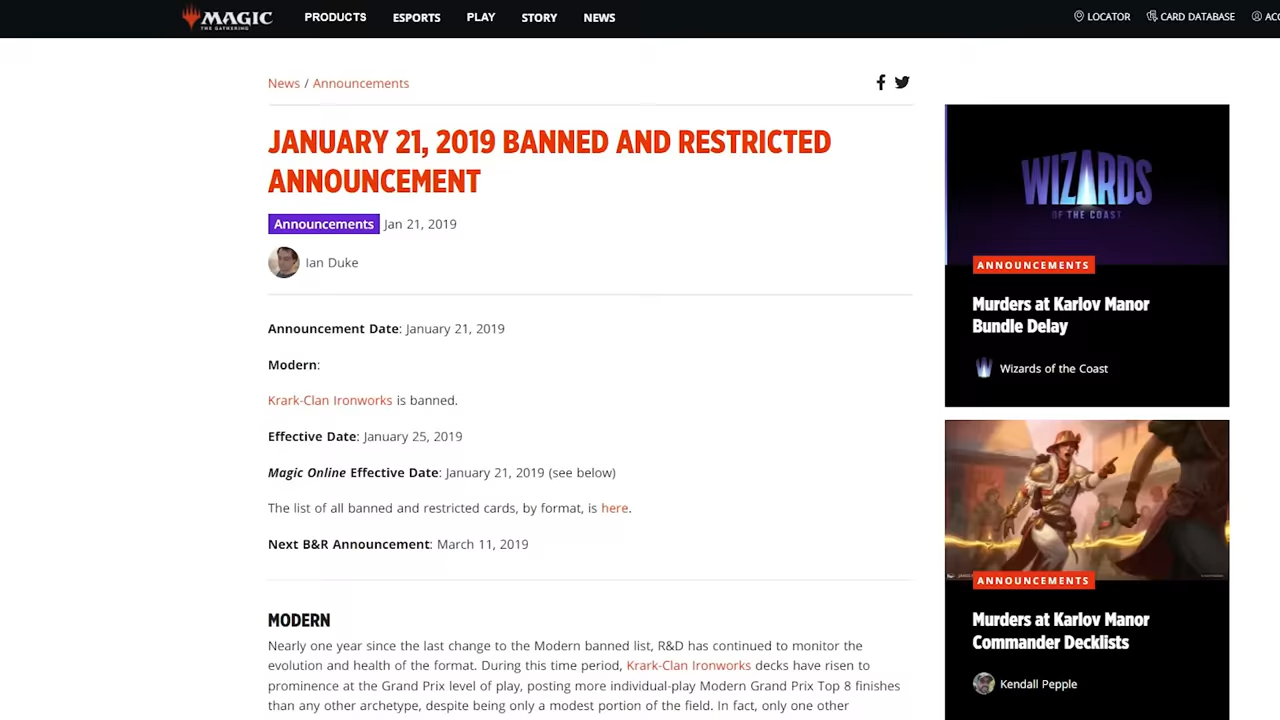 MAGIC
THE GATHERING
PRODUCTS
ESPORTS
PLAY
STORY
NEWS
LOCATOR
CARD DATABASE
News / Announcements
JANUARY 21, 2019 BANNED AND RESTRICTED
ANNOUNCEMENT
Announcements Jan 21, 2019
Ian Duke
Announcement Date: January 21, 2019
Modern:
Krark-Clan Ironworks is banned.
Effective Date: January 25, 2019
Magic Online Effective Date: January 21, 2019 (see below)
The list of all banned and restricted cards, by format, is here.
Next B&R Announcement: March 11, 2019
MODERN
Nearly one year since the last change to the Modern banned list, R&D has continued to monitor the
evolution and health of the format. During this time period, Krark-Clan Ironworks decks have risen to
prominence at the Grand Prix level of play, posting more individual-play Modern Grand Prix Top 8 finishes
than any other archetype, despite being only a modest portion of the field. In fact, only one other
WIZARDS
OF THE COAST
ANNOUNCEMENTS
Murders at Karlov Manor
Bundle Delay
Wizards of the Coast
ANNOUNCEMENTS
Murders at Karlov Manor
Commander Decklists
Kendall Pepple